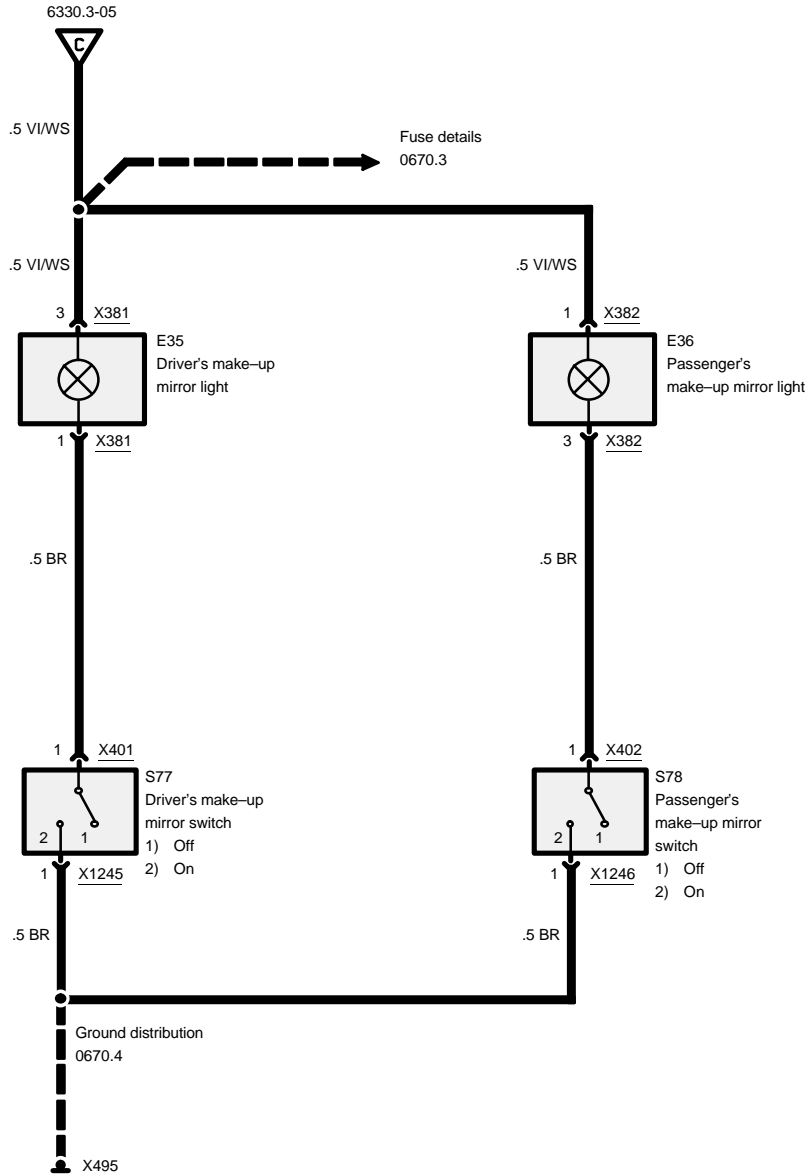 6330.3-05
C
.5 VI/WS
Fuse details
0670.3
.5 VI/WS
.5 VI/WS
3 X381
1 X382
E35
Driver's make–up
mirror light
E36
Passenger's
make–up mirror light
1 X381
3 X382
.5 BR
.5 BR
1 X401
1 X402
S77
Driver's make–up
mirror switch
1) Off
2) On
2 1
S78
Passenger's
make–up mirror
switch
1) Off
2) On
2 1
1 X1245
1 X1246
.5 BR
.5 BR
Ground distribution
0670.4
X495